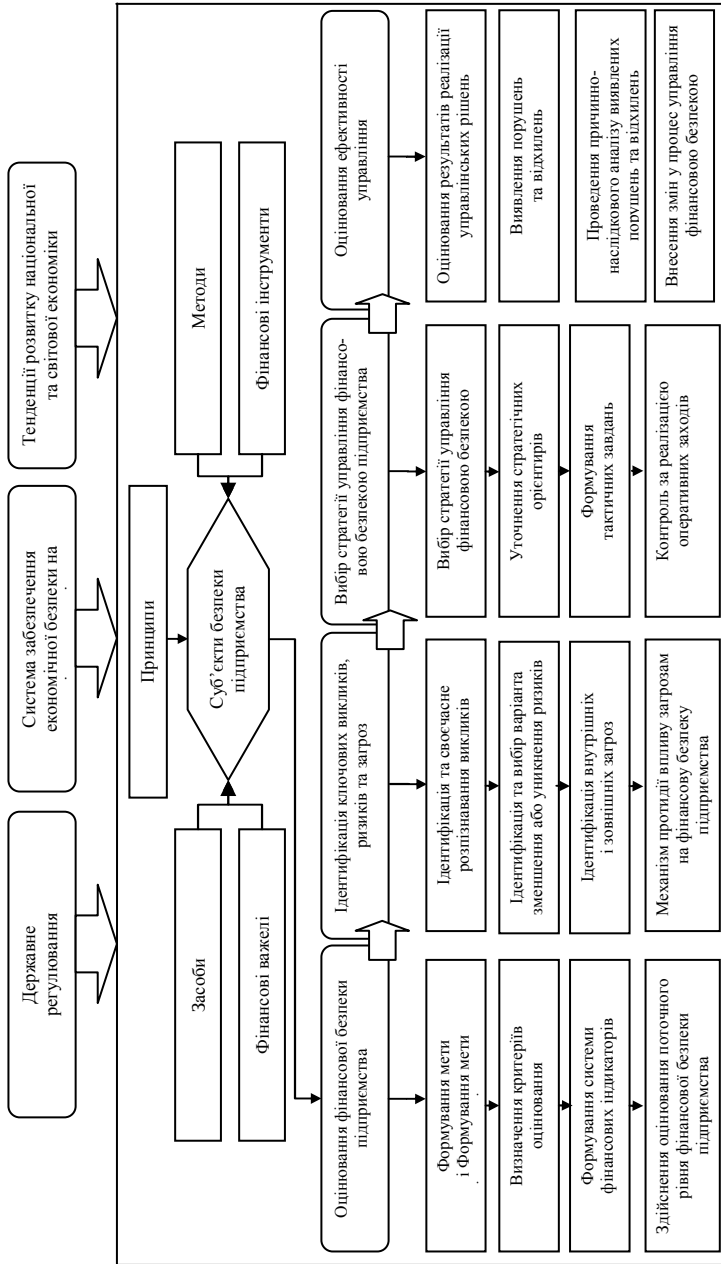 Державне
регулювання
Система забезпечення
економічної безпеки на
Тенденції розвитку національної
та світової економіки
Принципи
Засоби
Фінансові важелі
Суб’єкти безпеки
підприємства
Методи
Фінансові інструменти
Оцінювання фінансової безпеки
підприємства
Ідентифікація ключових викликів,
ризиків та загроз
Вибір стратегії управління фінансо-
вою безпекою підприємства
Оцінювання ефективності
управління
Формування мети
і Формування мети
Визначення критеріїв
оцінювання
Формування системи
фінансових індикаторів
Здійснення оцінювання поточного
рівня фінансової безпеки
підприємства
Ідентифікація та своєчасне
розпізнавання викликів
Ідентифікація та вибір варіанта
зменшення або уникнення ризиків
Ідентифікація внутрішніх
і зовнішніх загроз
Механізм протидії впливу загрозам
на фінансову безпеку
підприємства
Вибір стратегії управління
фінансовою безпекою
Уточнення стратегічних
орієнтирів
Формування
тактичних завдань
Контроль за реалізацією
оперативних заходів
Оцінювання результатів реалізації
управлінських рішень
Виявлення порушень
та відхилень
Проведення причинно-
наслідкового аналізу виявлених
порушень та відхилень
Внесення змін у процес управління
фінансовою безпекою